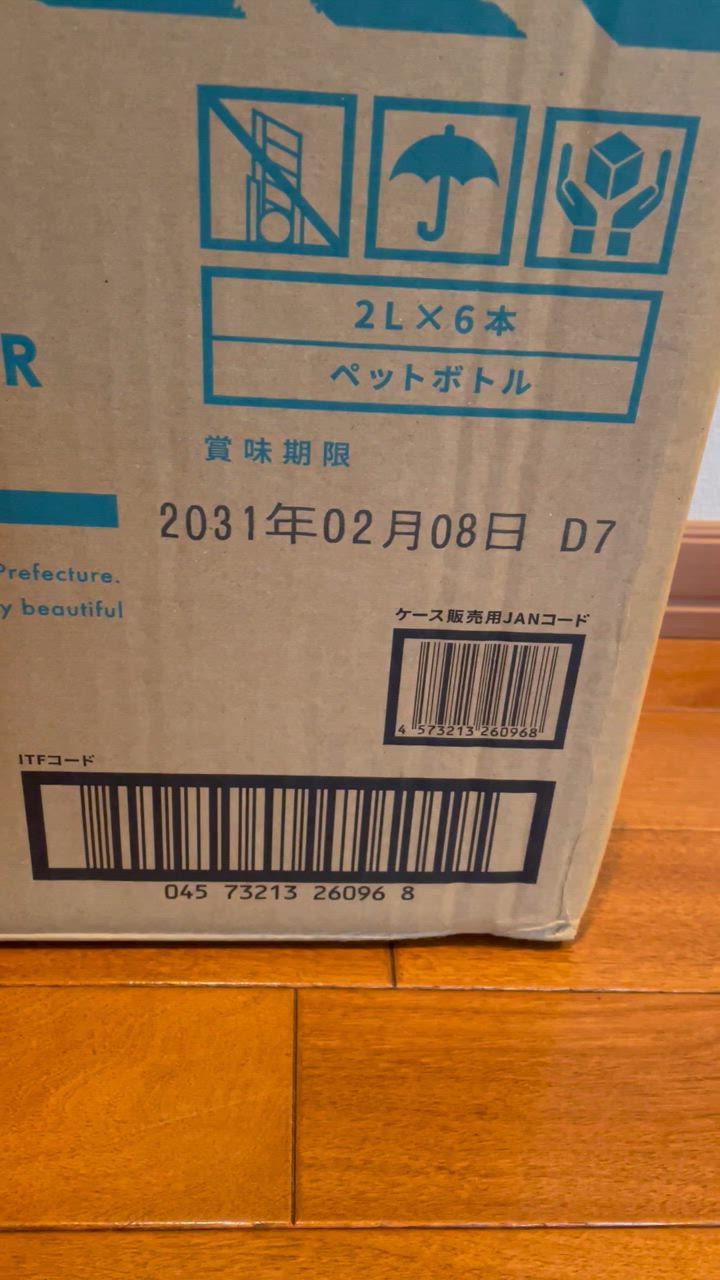 2L×6本
ペットボトル
R
賞味期限
2031年02月08日 D7
Prefecture.
y beautiful
ケース販売用JANコード
4 573213 260968
ITFコード
045 73213 26096 8